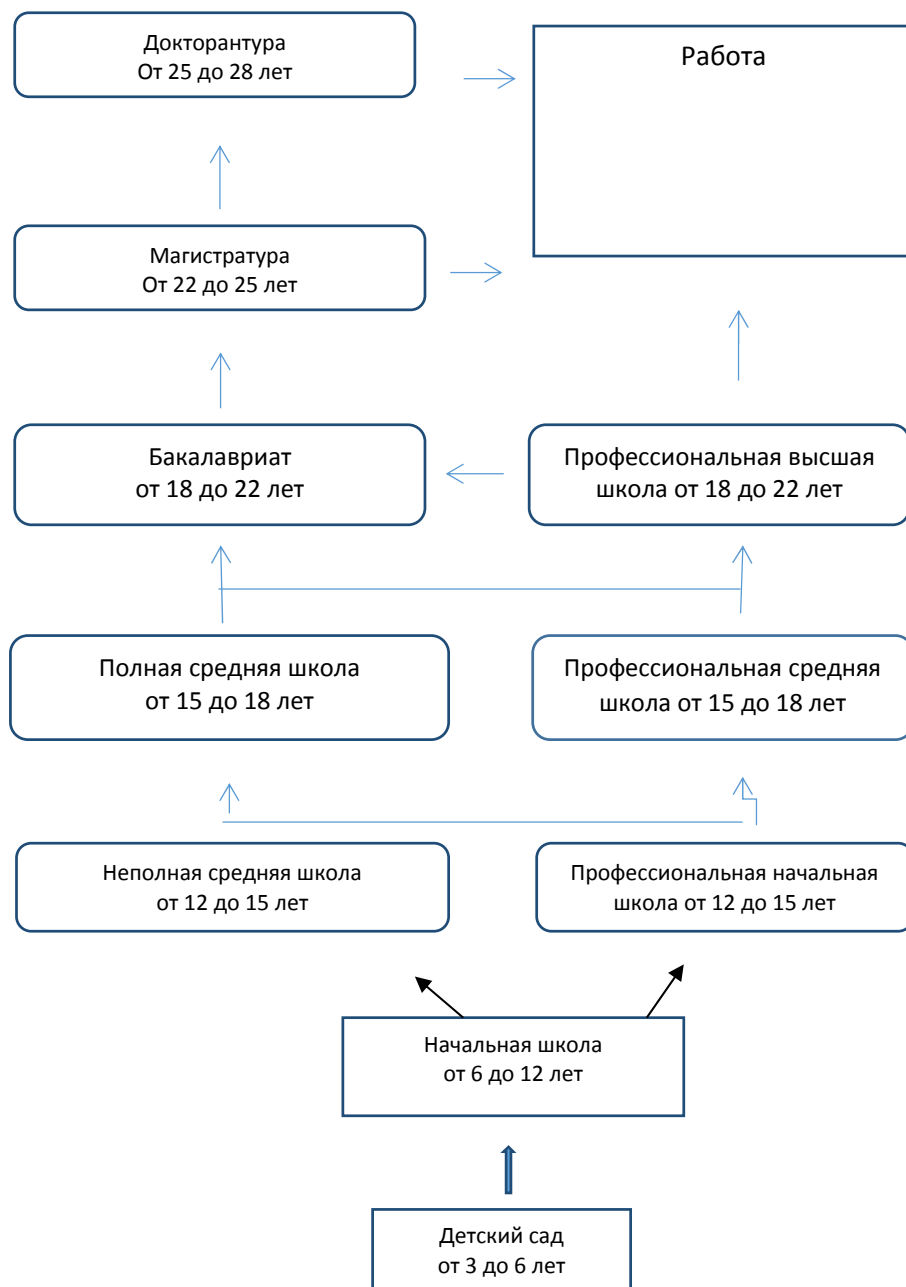 Докторантура
От 25 до 28 лет
Работа
Магистратура
От 22 до 25 лет
Бакалавриат
от 18 до 22 лет
Профессиональная высшая
школа от 18 до 22 лет
Полная средняя школа
от 15 до 18 лет
Профессиональная средняя
школа от 15 до 18 лет
Неполная средняя школа
от 12 до 15 лет
Профессиональная начальная
школа от 12 до 15 лет
Начальная школа
от 6 до 12 лет
Детский сад
от 3 до 6 лет